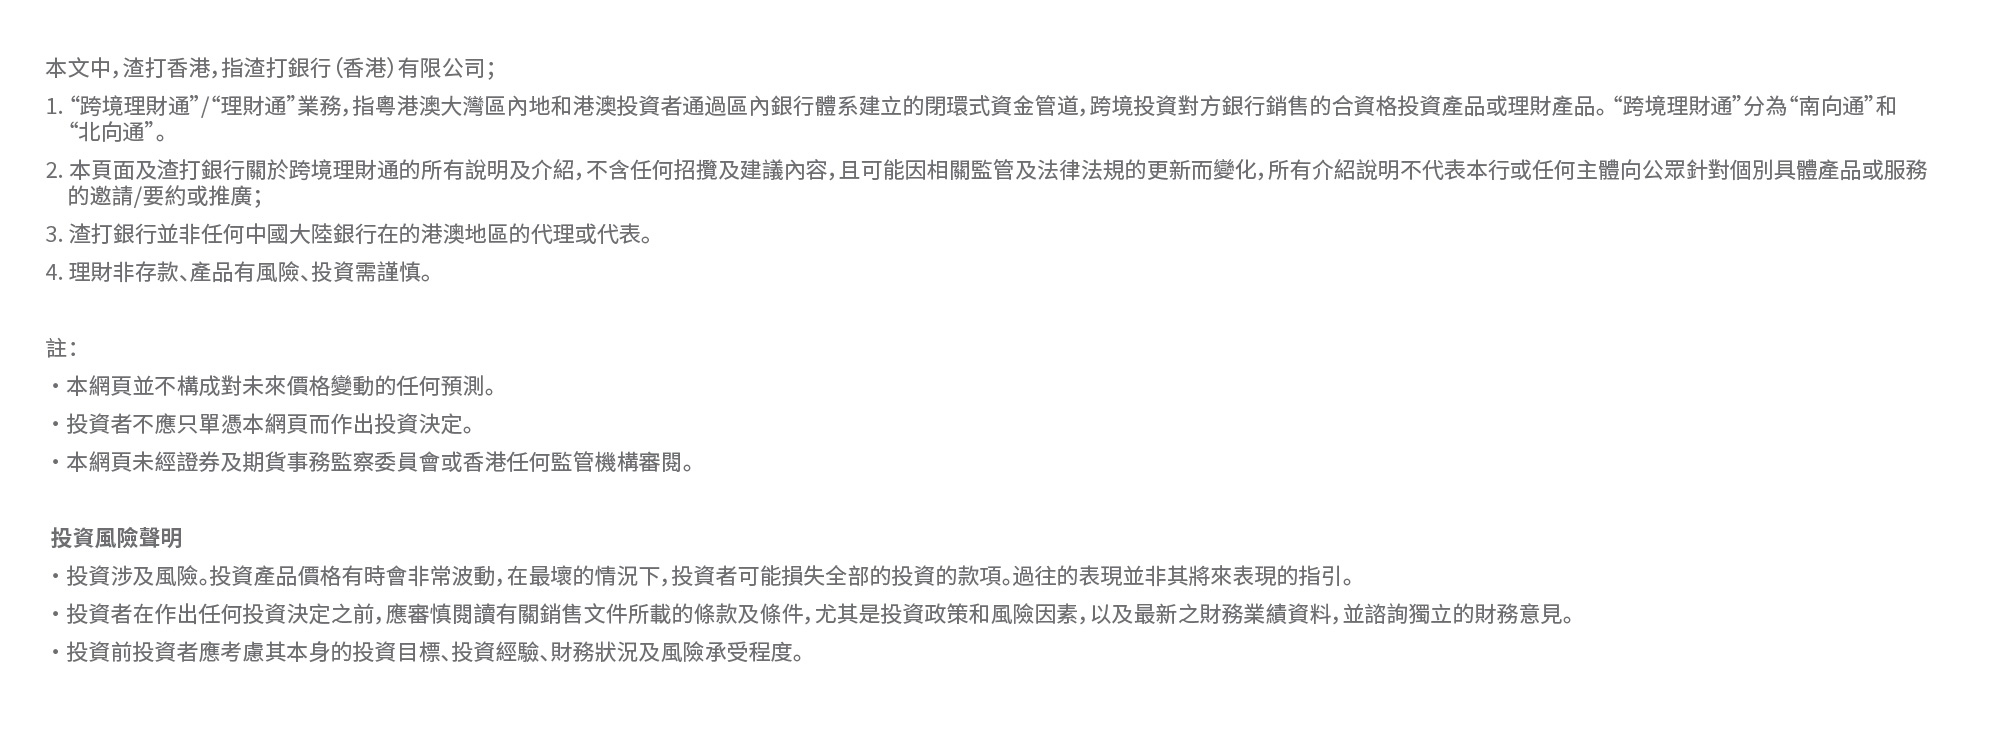 本文中，渣打香港，指渣打銀行（香港）有限公司；
1. “跨境理財通”/“理財通”業務，指粵港澳大灣區內地和港澳投資者通過區內銀行體系建立的閉環式資金管道，跨境投資對方銀行銷售的合資格投資產品或理財產品。“跨境理財通”分為“南向通”和
“北向通”。
2. 本頁面及渣打銀行關於跨境理財通的所有說明及介紹，不含任何招攬及建議內容，且可能因相關監管及法律法規的更新而變化，所有介紹說明不代表本行或任何主體向公眾針對個別具體產品或服務
的邀請/要約或推廣；
3. 渣打銀行並非任何中國大陸銀行在的港澳地區的代理或代表。
4. 理財非存款、產品有風險、投資需謹慎。
註：
・本網頁並不構成對未來價格變動的任何預測。
・投資者不應只單憑本網頁而作出投資決定。
・本網頁未經證券及期貨事務監察委員會或香港任何監管機構審閱。
投資風險聲明
・投資涉及風險。投資產品價格有時會非常波動，在最壞的情況下，投資者可能損失全部的投資的款項。過往的表現並非其將來表現的指引。
・投資者在作出任何投資決定之前，應審慎閱讀有關銷售文件所載的條款及條件，尤其是投資政策和風險因素，以及最新之財務業績資料，並諮詢獨立的財務意見。
・投資前投資者應考慮其本身的投資目標、投資經驗、財務狀況及風險承受程度。